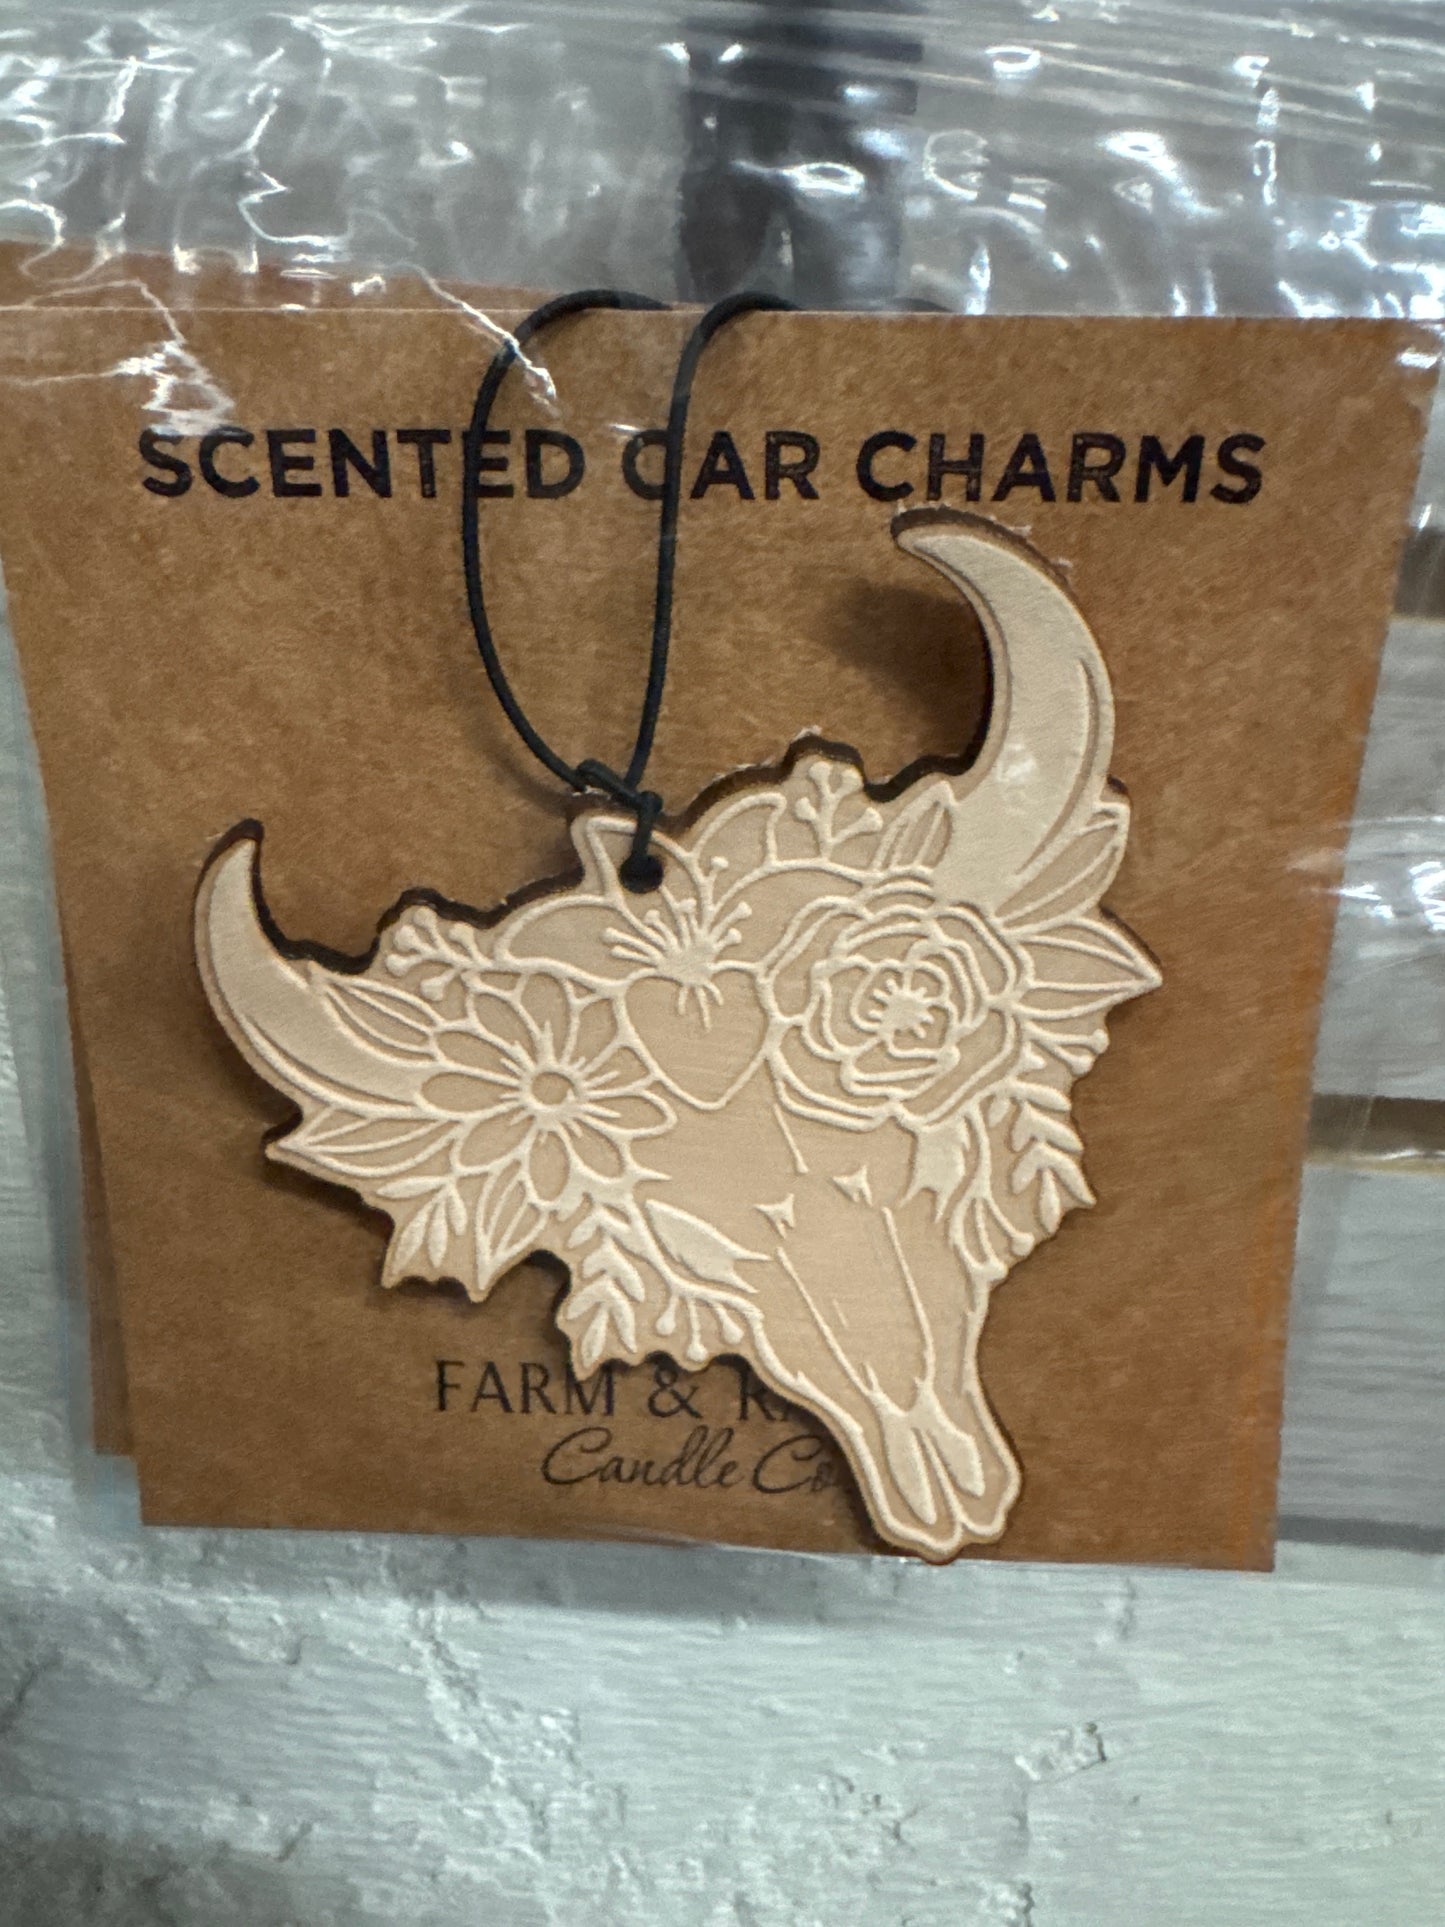 SCENTED CAR CHARMS
FARM &
Candle Co